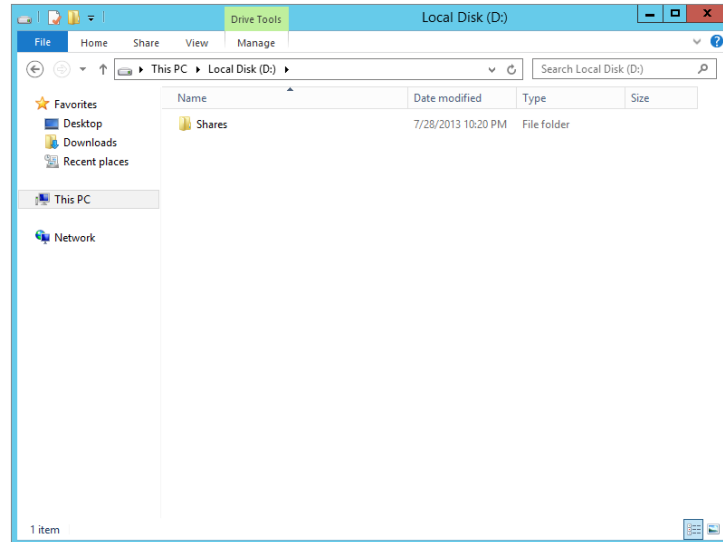 Drive Tools
Local Disk (D:)
File Home Share View Manage
This PC Local Disk (D:)
Search Local Disk (D:)
Name Date modified Type Size
Favorites
Desktop
Downloads
Recent places
This PC
Network
Shares 7/28/2013 10:20 PM File folder
1 item